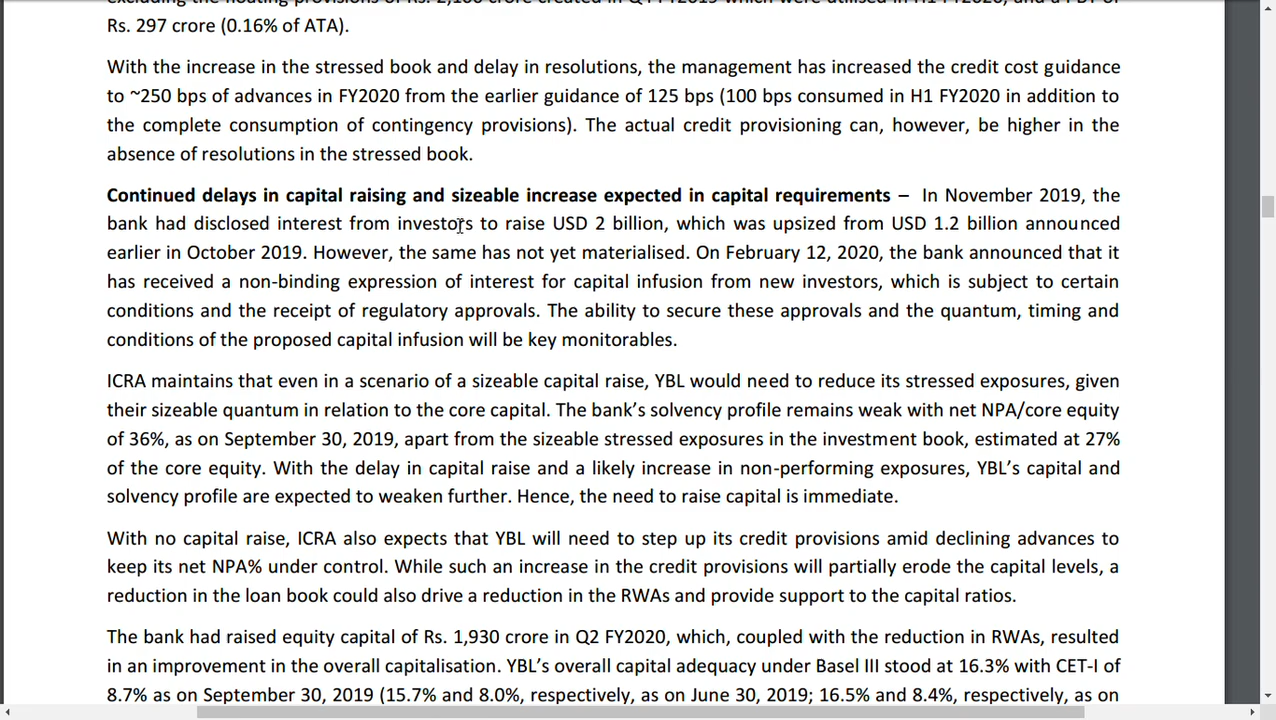 Rs. 297 crore (0.16% of ATA).
With the increase in the stressed book and delay in resolutions, the management has increased the credit cost guidance
to ~250 bps of advances in FY2020 from the earlier guidance of 125 bps (100 bps consumed in H1 FY2020 in addition to
the complete consumption of contingency provisions). The actual credit provisioning can, however, be higher in the
absence of resolutions in the stressed book.
Continued delays in capital raising and sizeable increase expected in capital requirements – In November 2019, the
bank had disclosed interest from investors to raise USD 2 billion, which was upsized from USD 1.2 billion announced
earlier in October 2019. However, the same has not yet materialised. On February 12, 2020, the bank announced that it
has received a non-binding expression of interest for capital infusion from new investors, which is subject to certain
conditions and the receipt of regulatory approvals. The ability to secure these approvals and the quantum, timing and
conditions of the proposed capital infusion will be key monitorables.
ICRA maintains that even in a scenario of a sizeable capital raise, YBL would need to reduce its stressed exposures, given
their sizeable quantum in relation to the core capital. The bank’s solvency profile remains weak with net NPA/core equity
of 36%, as on September 30, 2019, apart from the sizeable stressed exposures in the investment book, estimated at 27%
of the core equity. With the delay in capital raise and a likely increase in non-performing exposures, YBL’s capital and
solvency profile are expected to weaken further. Hence, the need to raise capital is immediate.
With no capital raise, ICRA also expects that YBL will need to step up its credit provisions amid declining advances to
keep its net NPA% under control. While such an increase in the credit provisions will partially erode the capital levels, a
reduction in the loan book could also drive a reduction in the RWAs and provide support to the capital ratios.
The bank had raised equity capital of Rs. 1,930 crore in Q2 FY2020, which, coupled with the reduction in RWAs, resulted
in an improvement in the overall capitalisation. YBL’s overall capital adequacy under Basel III stood at 16.3% with CET-I of
8.7% as on September 30, 2019 (15.7% and 8.0%, respectively, as on June 30, 2019; 16.5% and 8.4%, respectively, as on